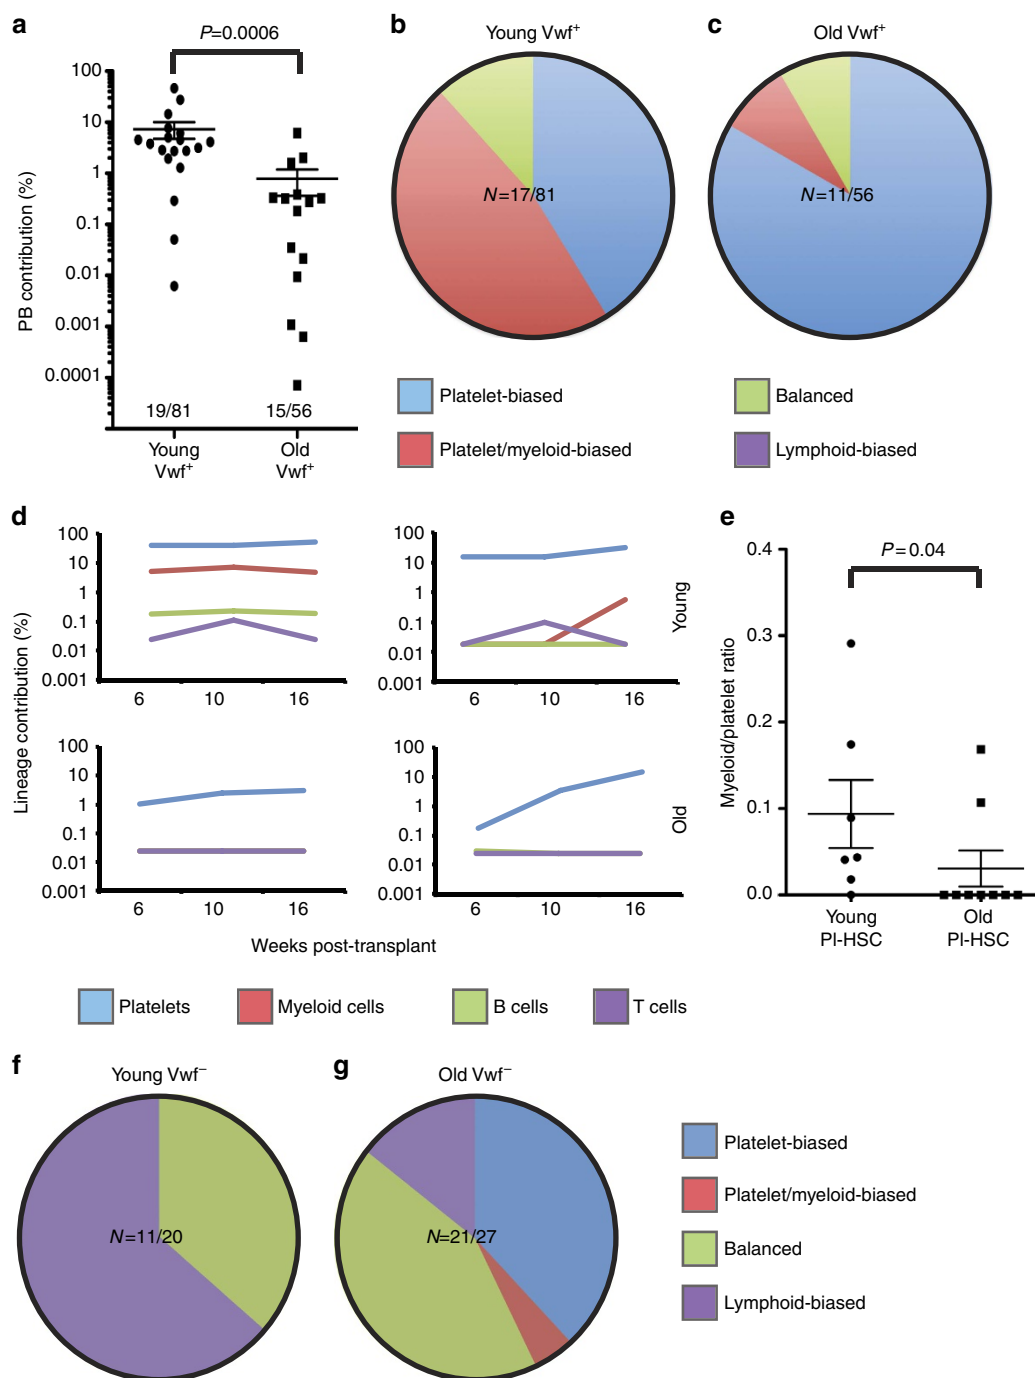 a
P=0.0006
PB contribution (%)
100
10
1
0.1
0.01
0.001
0.0001
19/81
15/56
Young
Vwf⁺
Old
Vwf⁺
b
Young Vwf⁺
N=17/81
c
Old Vwf⁺
N=11/56
Platelet-biased
Platelet/myeloid-biased
Balanced
Lymphoid-biased
d
Lineage contribution (%)
100
10
1
0.1
0.01
0.001
6
10
16
100
10
1
0.1
0.01
0.001
6
10
16
Young
100
10
1
0.1
0.01
0.001
6
10
16
100
10
1
0.1
0.01
0.001
6
10
16
Old
Weeks post-transplant
Platelets
Myeloid cells
B cells
T cells
e
P=0.04
Myeloid/platelet ratio
0.4
0.3
0.2
0.1
0.0
Young
Pl-HSC
Old
Pl-HSC
f
Young Vwf⁻
N=11/20
g
Old Vwf⁻
N=21/27
Platelet-biased
Platelet/myeloid-biased
Balanced
Lymphoid-biased